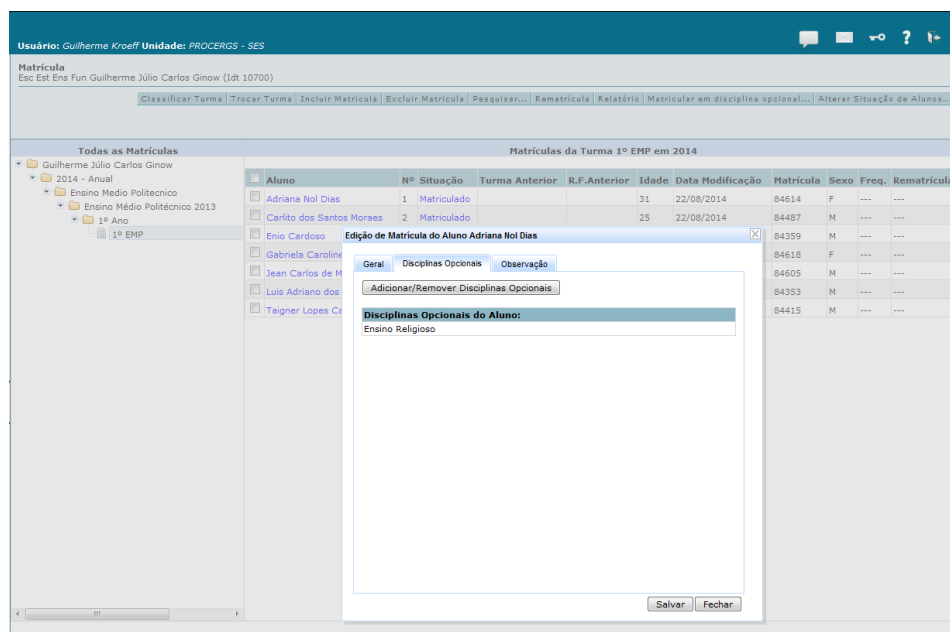 Usuário: Guilherme Kroeff Unidade: PROCERGS - SES
Matrícula
Esc Est Ens Fun Guilherme Júlio Carlos Ginow (Idt 10700)
Classificar Turma Trocar Turma Incluir Matricula Excluir Matricula Pesquisar... Rematrícula Relatório Matricular em disciplina opcional... Alterar Situação de Alunos...
Todas as Matrículas
Guilherme Júlio Carlos Ginow
2014 - Anual
Ensino Medio Politecnico
Ensino Médio Politécnico 2013
1º Ano
1º EMP
Matrículas da Turma 1º EMP em 2014
Aluno Nº Situação Turma Anterior R.F.Anterior Idade Data Modificação Matrícula Sexo Freq. Rematrícula
Adriana Nol Dias 1 Matriculado 31 22/08/2014 84614 F --- ---
Carlito dos Santos Moraes 2 Matriculado 25 22/08/2014 84487 M --- ---
Enio Cardoso 84359 M --- ---
Gabriela Caroline 84618 F --- ---
Jean Carlos de M 84605 M --- ---
Luis Adriano dos 84353 M --- ---
Taigner Lopes Ca 84415 M --- ---
Edição de Matrícula do Aluno Adriana Nol Dias
Geral Disciplinas Opcionais Observação
Adicionar/Remover Disciplinas Opcionais
Disciplinas Opcionais do Aluno:
Ensino Religioso
Salvar Fechar